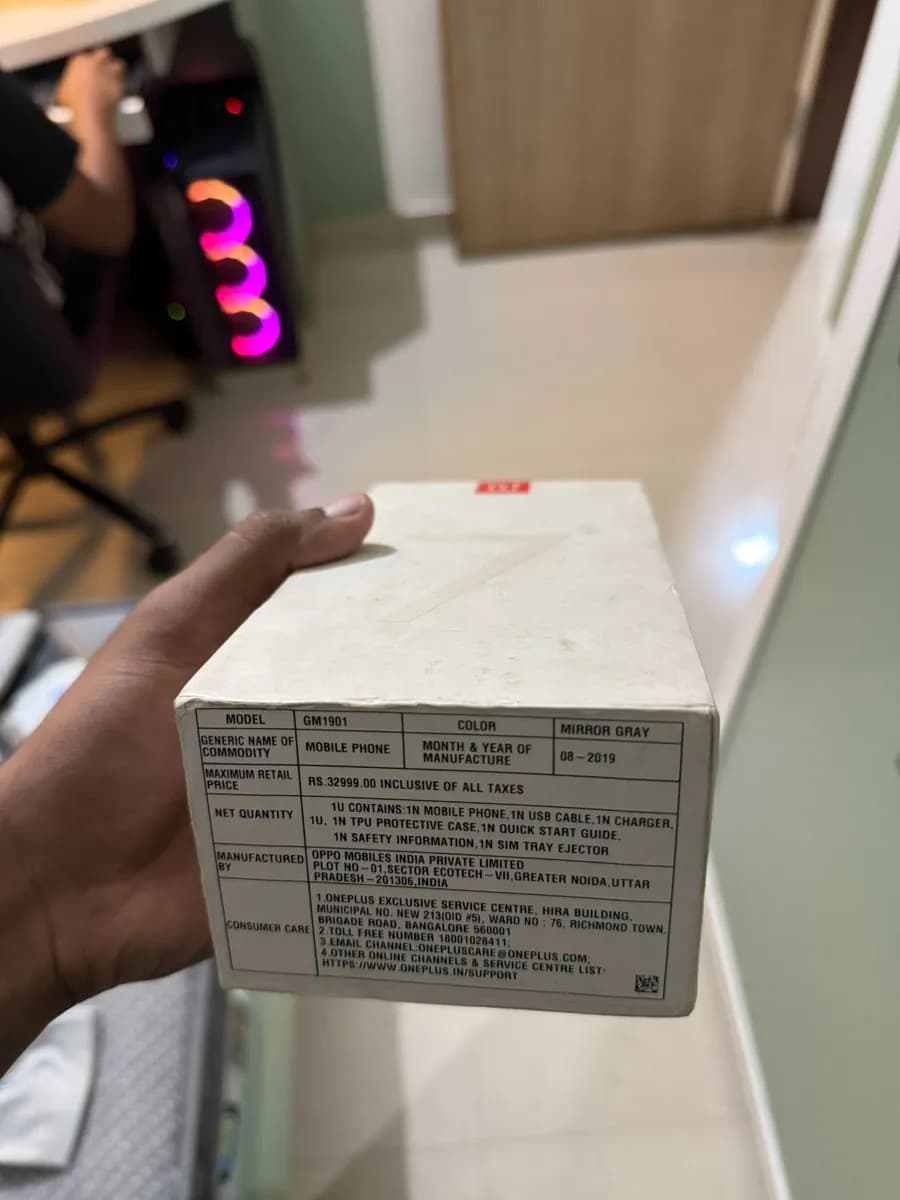 MODEL GM1901 COLOR MIRROR GRAY
GENERIC NAME OF COMMODITY MOBILE PHONE MONTH & YEAR OF MANUFACTURE 08-2019
MAXIMUM RETAIL PRICE RS.32999.00 INCLUSIVE OF ALL TAXES
NET QUANTITY 1U CONTAINS:1N MOBILE PHONE,1N USB CABLE,1N CHARGER,
1U, 1N TPU PROTECTIVE CASE,1N QUICK START GUIDE,
1N SAFETY INFORMATION,1N SIM TRAY EJECTOR
MANUFACTURED BY OPPO MOBILES INDIA PRIVATE LIMITED
PLOT NO-01,SECTOR ECOTECH-VII,GREATER NOIDA,UTTAR
PRADESH-201306,INDIA
CONSUMER CARE 1.ONEPLUS EXCLUSIVE SERVICE CENTRE, HIRA BUILDING,
MUNICIPAL NO. NEW 213(OID #5), WARD NO : 76, RICHMOND TOWN,
BRIGADE ROAD, BANGALORE 560001
2.TOLL FREE NUMBER 18001028411;
3.EMAIL CHANNEL:ONEPLUSCARE@ONEPLUS.COM;
4.OTHER ONLINE CHANNELS & SERVICE CENTRE LIST:
HTTPS://WWW.ONEPLUS.IN/SUPPORT